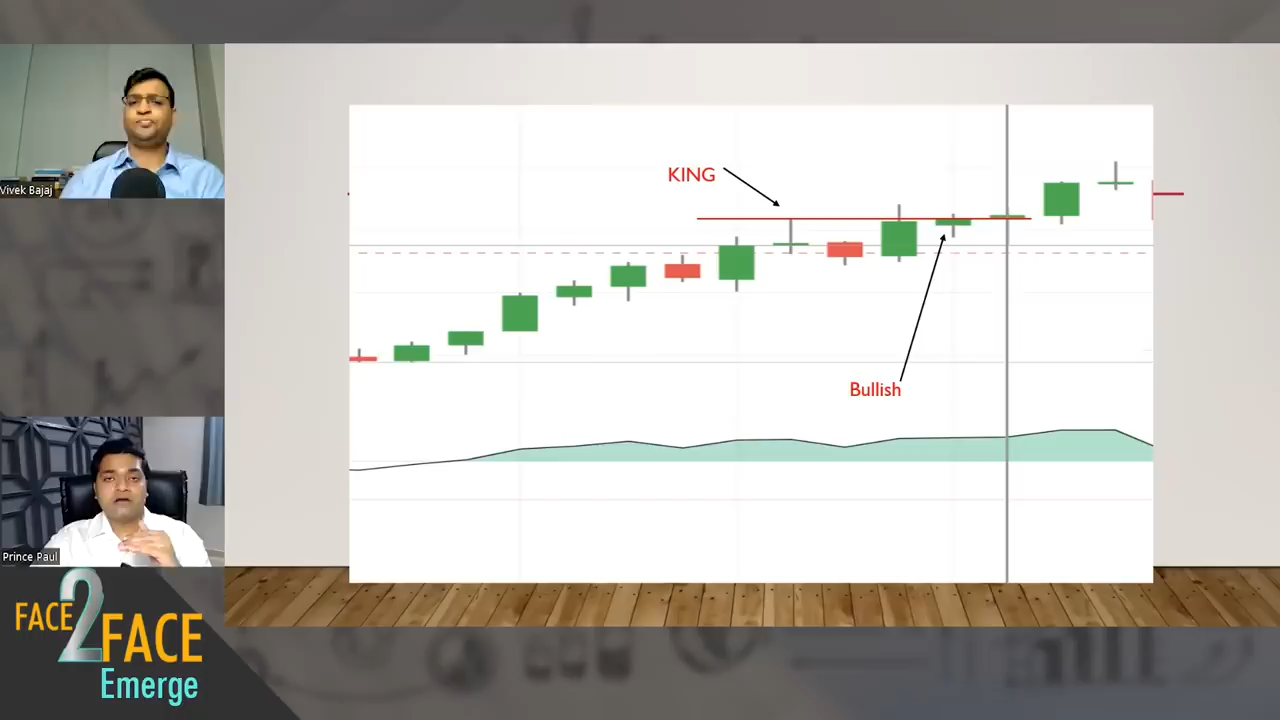 Vivek Bajaj
KING
Bullish
Prince Paul
FACE
2
FACE
Emerge